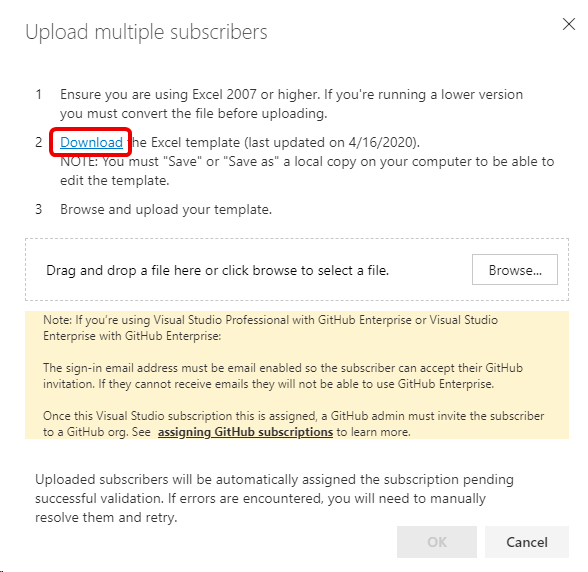 Upload multiple subscribers
1 Ensure you are using Excel 2007 or higher. If you're running a lower version
you must convert the file before uploading.
2 Download the Excel template (last updated on 4/16/2020).
NOTE: You must "Save" or "Save as" a local copy on your computer to be able to
edit the template.
3 Browse and upload your template.
Drag and drop a file here or click browse to select a file.
Browse...
Note: If you're using Visual Studio Professional with GitHub Enterprise or Visual Studio
Enterprise with GitHub Enterprise:
The sign-in email address must be email enabled so the subscriber can accept their GitHub
invitation. If they cannot receive emails they will not be able to use GitHub Enterprise.
Once this Visual Studio subscription this is assigned, a GitHub admin must invite the subscriber
to a GitHub org. See assigning GitHub subscriptions to learn more.
Uploaded subscribers will be automatically assigned the subscription pending
successful validation. If errors are encountered, you will need to manually
resolve them and retry.
OK
Cancel